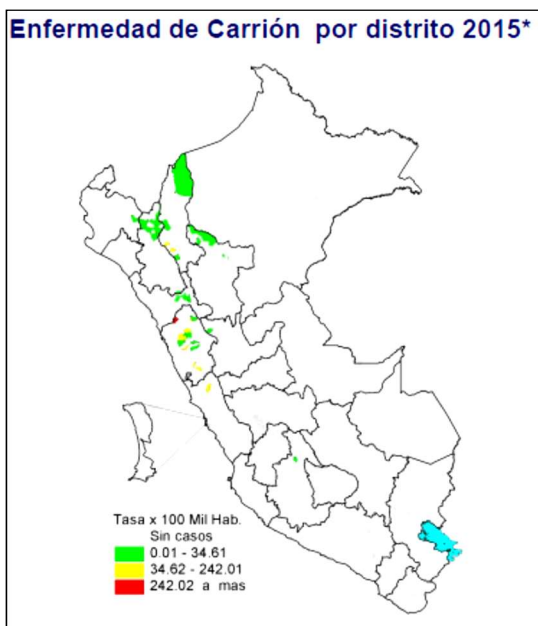 Enfermedad de Carrión por distrito 2015*
Tasa x 100 Mil Hab.
Sin casos
0.01 - 34.61
34.62 - 242.01
242.02 a mas